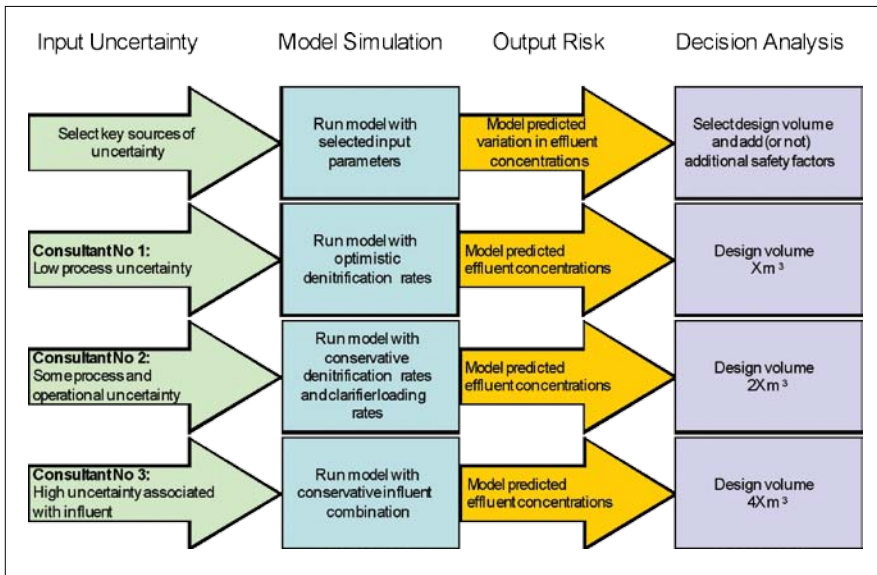 Input Uncertainty
Model Simulation
Output Risk
Decision Analysis
Select key sources of
uncertainty
Run model with
selected input
parameters
Model predicted
variation in effluent
concentrations
Select design volume
and add (or not)
additional safety factors
Consultant No 1:
Low process uncertainty
Run model with
optimistic
denitrification rates
Model predicted
effluent concentrations
Design volume
Xm³
Consultant No 2:
Some process and
operational uncertainty
Run model with
conservative
denitrification rates
and clarifier loading
rates
Model predicted
effluent concentrations
Design volume
2Xm³
Consultant No 3:
High uncertainty associated
with influent
Run model with
conservative influent
combination
Model predicted
effluent concentrations
Design volume
4Xm³